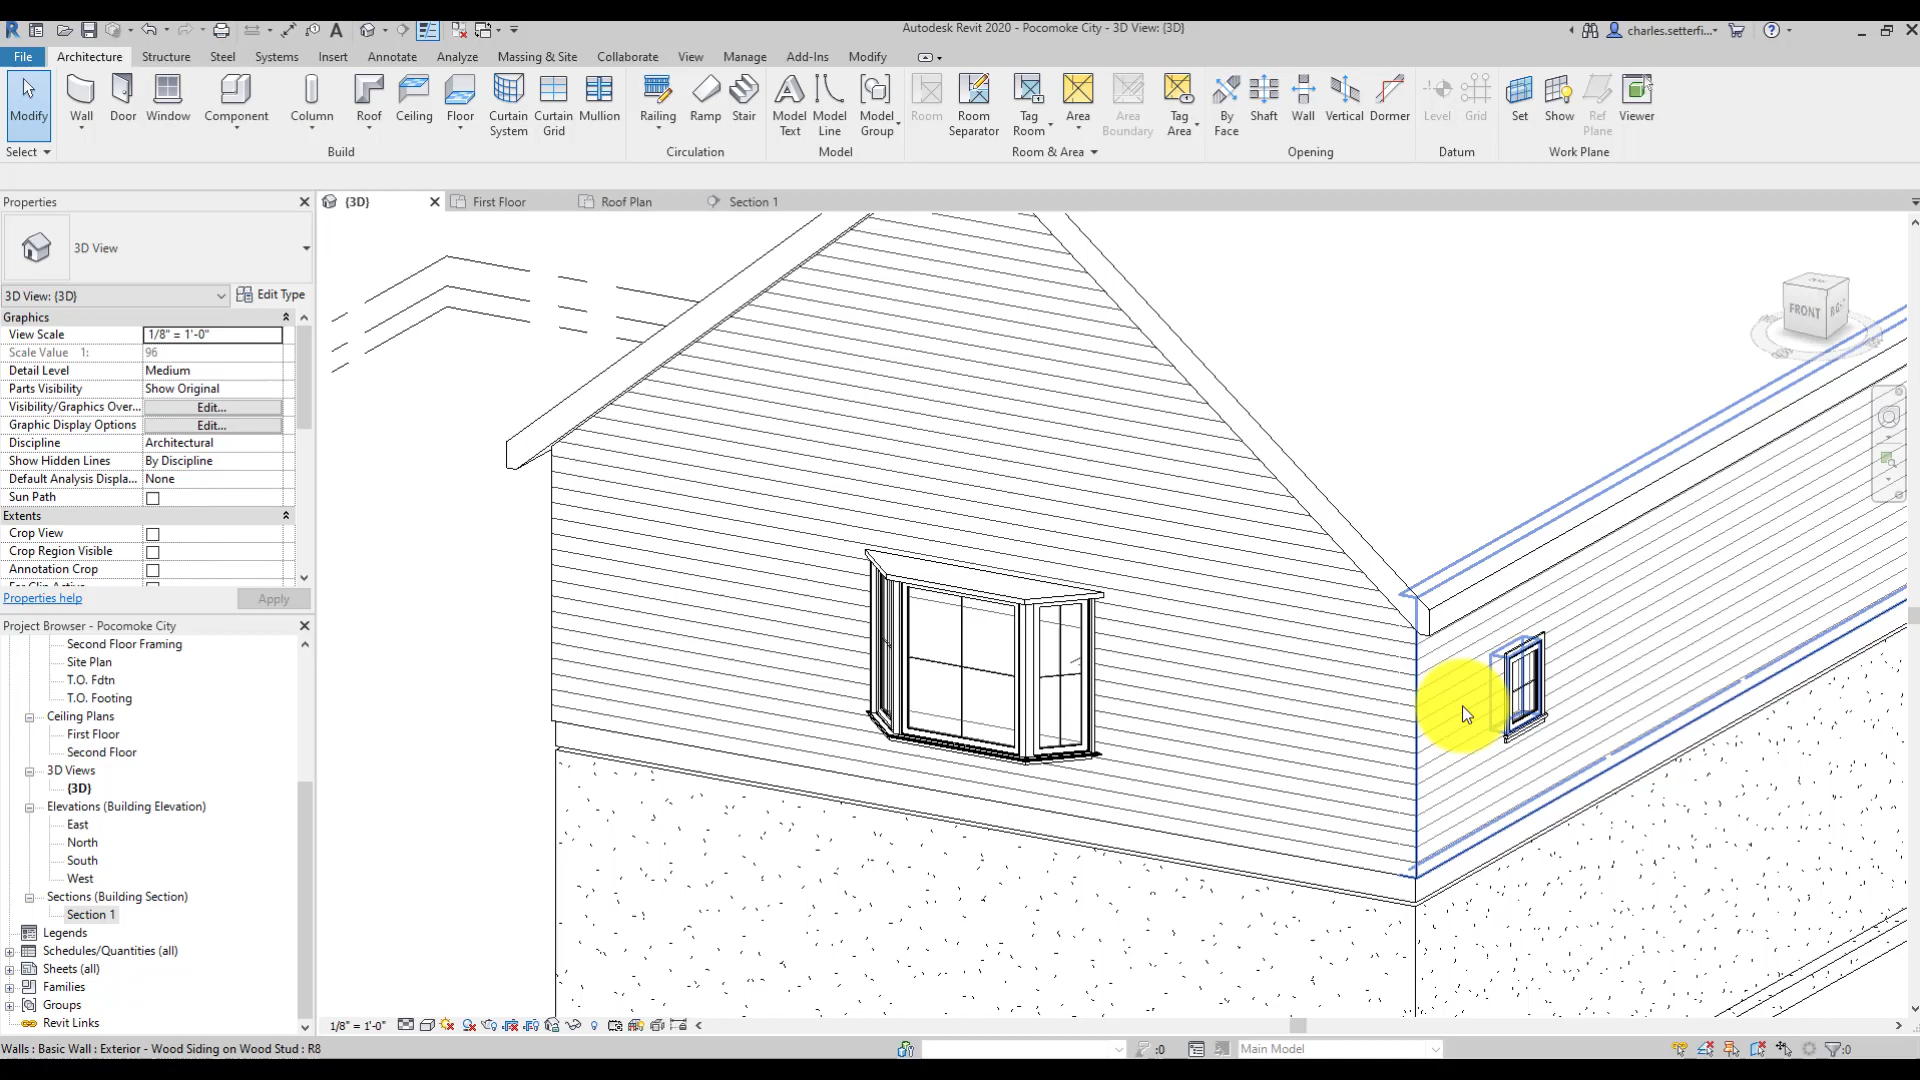 Autodesk Revit 2020 - Pocomoke City - 3D View: {3D}
charles.setterfi...
File
Architecture
Structure
Steel
Systems
Insert
Annotate
Analyze
Massing & Site
Collaborate
View
Manage
Add-Ins
Modify
Modify
Wall
Door
Window
Component
Column
Roof
Ceiling
Floor
Curtain System
Curtain Grid
Mullion
Railing
Ramp
Stair
Model Text
Model Line
Model Group
Room
Room Separator
Tag Room
Area
Area Boundary
Tag Area
By Face
Shaft
Wall
Vertical
Dormer
Level
Grid
Set
Show
Ref Plane
Viewer
Select
Build
Circulation
Model
Room & Area
Opening
Datum
Work Plane
Properties
{3D}
First Floor
Roof Plan
Section 1
3D View
3D View: {3D}
Edit Type
Graphics
View Scale 1/8" = 1'-0"
Scale Value 1: 96
Detail Level Medium
Parts Visibility Show Original
Visibility/Graphics Over... Edit...
Graphic Display Options Edit...
Discipline Architectural
Show Hidden Lines By Discipline
Default Analysis Displa... None
Sun Path
Extents
Crop View
Crop Region Visible
Annotation Crop
Properties help
Apply
Project Browser - Pocomoke City
Second Floor Framing
Site Plan
T.O. Fdtn
T.O. Footing
Ceiling Plans
First Floor
Second Floor
3D Views
{3D}
Elevations (Building Elevation)
East
North
South
West
Sections (Building Section)
Section 1
Legends
Schedules/Quantities (all)
Sheets (all)
Families
Groups
Revit Links
FRONT
1/8" = 1'-0"
Walls : Basic Wall : Exterior - Wood Siding on Wood Stud : R8
:0
Main Model
:0